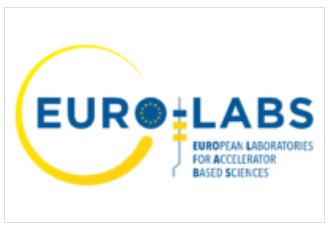 EURO-LABS
EUROPEAN LABORATORIES
FOR ACCELERATOR
BASED SCIENCES